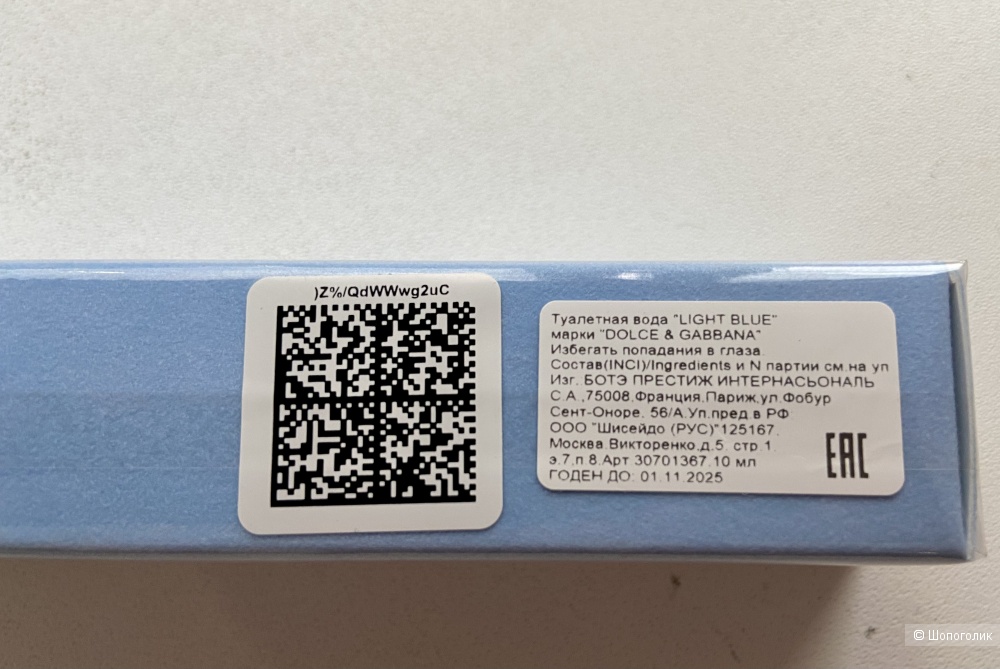 )Z%/QdWWwg2uC
Туалетная вода "LIGHT BLUE"
марки "DOLCE & GABBANA"
Избегать попадания в глаза.
Состав(INCI)/Ingredients и N партии см.на уп
Изг. БОТЭ ПРЕСТИЖ ИНТЕРНАСЬОНАЛЬ
С.А.,75008,Франция,Париж,ул.Фобур
Сент-Оноре, 56/А.Уп.пред.в РФ
ООО "Шисейдо (РУС)"125167,
Москва,Викторенко,д.5, стр.1,
э.7,п.8.Арт 30701367.10 мл
ГОДЕН ДО: 01.11.2025
EAC
© Шопоголик